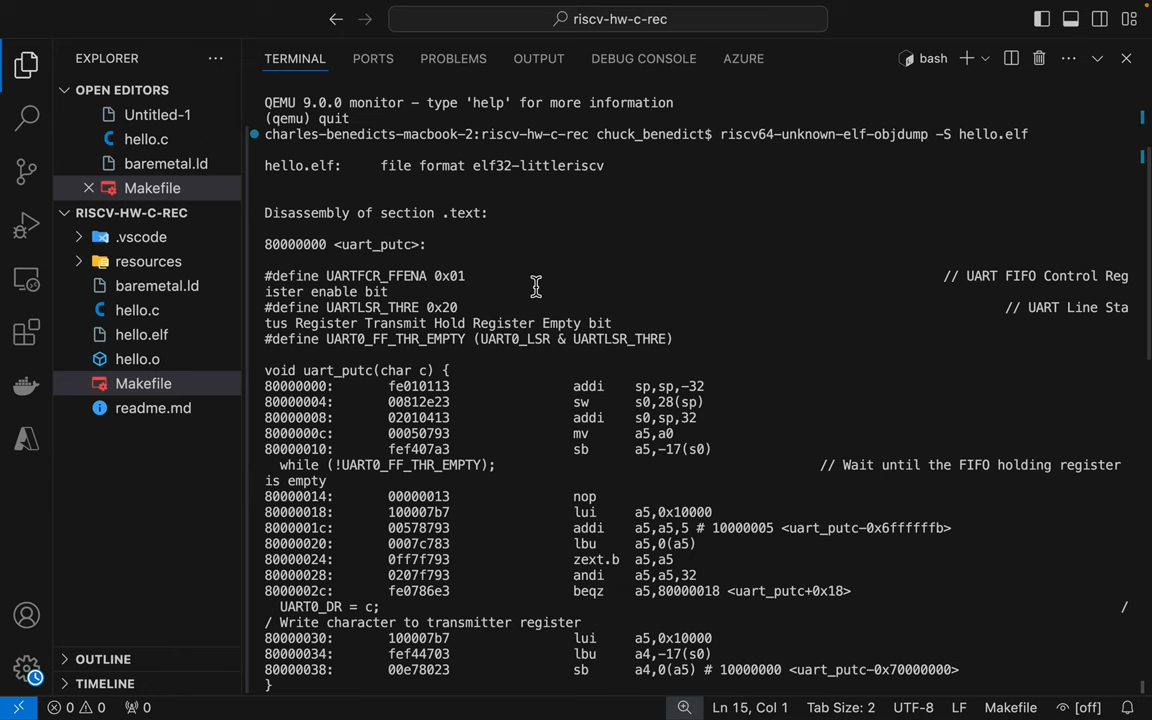 riscv-hw-c-rec
EXPLORER
OPEN EDITORS
Untitled-1
hello.c
baremetal.ld
Makefile
RISCV-HW-C-REC
.vscode
resources
baremetal.ld
hello.c
hello.elf
hello.o
Makefile
readme.md
OUTLINE
TIMELINE
TERMINAL PORTS PROBLEMS OUTPUT DEBUG CONSOLE AZURE bash
QEMU 9.0.0 monitor - type 'help' for more information
(qemu) quit
charles-benedicts-macbook-2:riscv-hw-c-rec chuck_benedict$ riscv64-unknown-elf-objdump -S hello.elf
hello.elf:     file format elf32-littleriscv
Disassembly of section .text:
80000000 <uart_putc>:
#define UARTFCR_FFENA 0x01 // UART FIFO Control Reg
ister enable bit
#define UARTLSR_THRE 0x20 // UART Line Sta
tus Register Transmit Hold Register Empty bit
#define UART0_FF_THR_EMPTY (UART0_LSR & UARTLSR_THRE)
void uart_putc(char c) {
80000000: fe010113 addi sp,sp,-32
80000004: 00812e23 sw s0,28(sp)
80000008: 02010413 addi s0,sp,32
8000000c: 00050793 mv a5,a0
80000010: fef407a3 sb a5,-17(s0)
while (!UART0_FF_THR_EMPTY); // Wait until the FIFO holding register
is empty
80000014: 00000013 nop
80000018: 100007b7 lui a5,0x10000
8000001c: 00578793 addi a5,a5,5 # 10000005 <uart_putc-0x6ffffffb>
80000020: 0007c783 lbu a5,0(a5)
80000024: 0ff7f793 zext.b a5,a5
80000028: 0207f793 andi a5,a5,32
8000002c: fe0786e3 beqz a5,80000018 <uart_putc+0x18>
UART0_DR = c; /
/ Write character to transmitter register
80000030: 100007b7 lui a5,0x10000
80000034: fef44703 lbu a4,-17(s0)
80000038: 00e78023 sb a4,0(a5) # 10000000 <uart_putc-0x70000000>
}
0 0 0 Ln 15, Col 1 Tab Size: 2 UTF-8 LF Makefile [off]